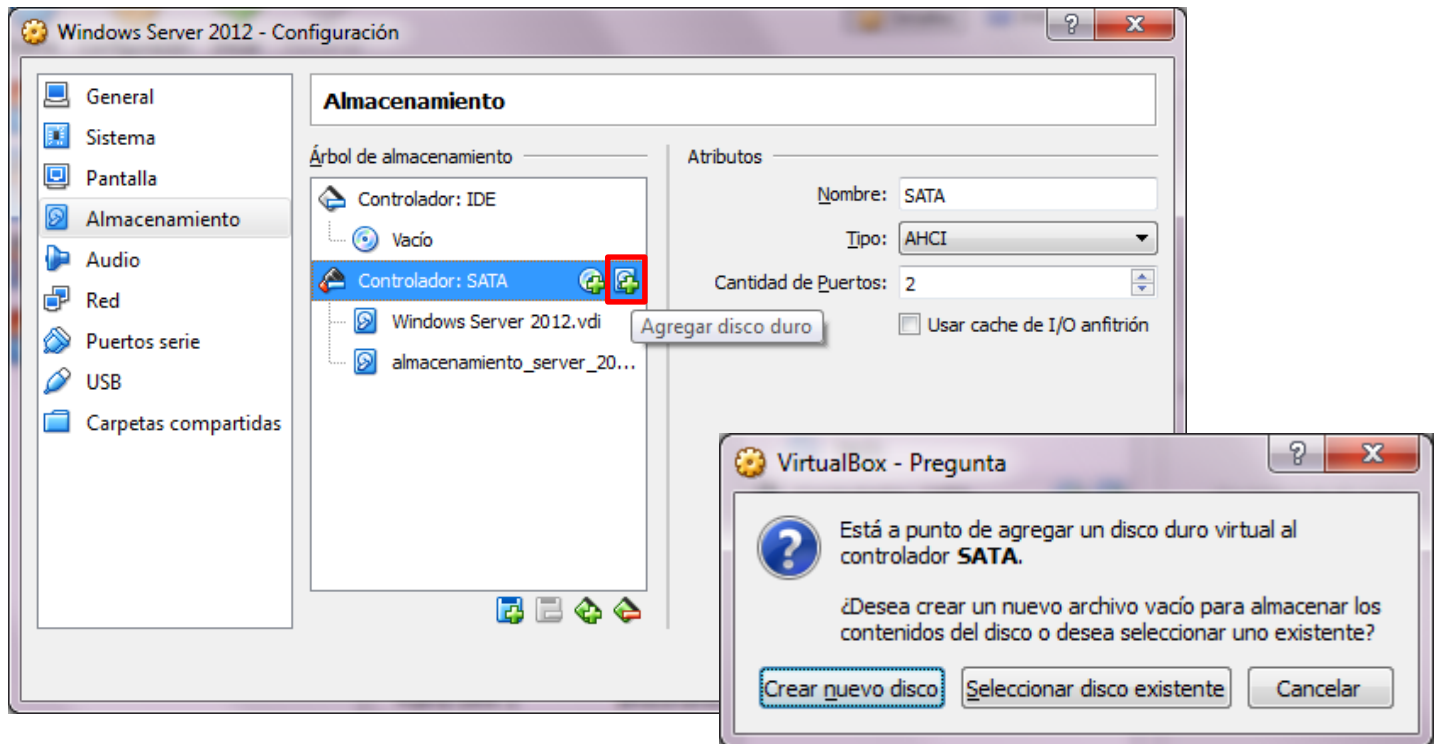 Windows Server 2012 - Configuración
General
Sistema
Pantalla
Almacenamiento
Audio
Red
Puertos serie
USB
Carpetas compartidas
Almacenamiento
Árbol de almacenamiento
Controlador: IDE
Vacío
Controlador: SATA
Windows Server 2012.vdi
almacenamiento_server_20...
Agregar disco duro
Atributos
Nombre: SATA
Tipo: AHCI
Cantidad de Puertos: 2
Usar cache de I/O anfitrión
VirtualBox - Pregunta
Está a punto de agregar un disco duro virtual al
controlador SATA.
¿Desea crear un nuevo archivo vacío para almacenar los
contenidos del disco o desea seleccionar uno existente?
Crear nuevo disco
Seleccionar disco existente
Cancelar